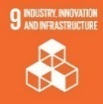 9 INDUSTRY, INNOVATION
AND INFRASTRUCTURE